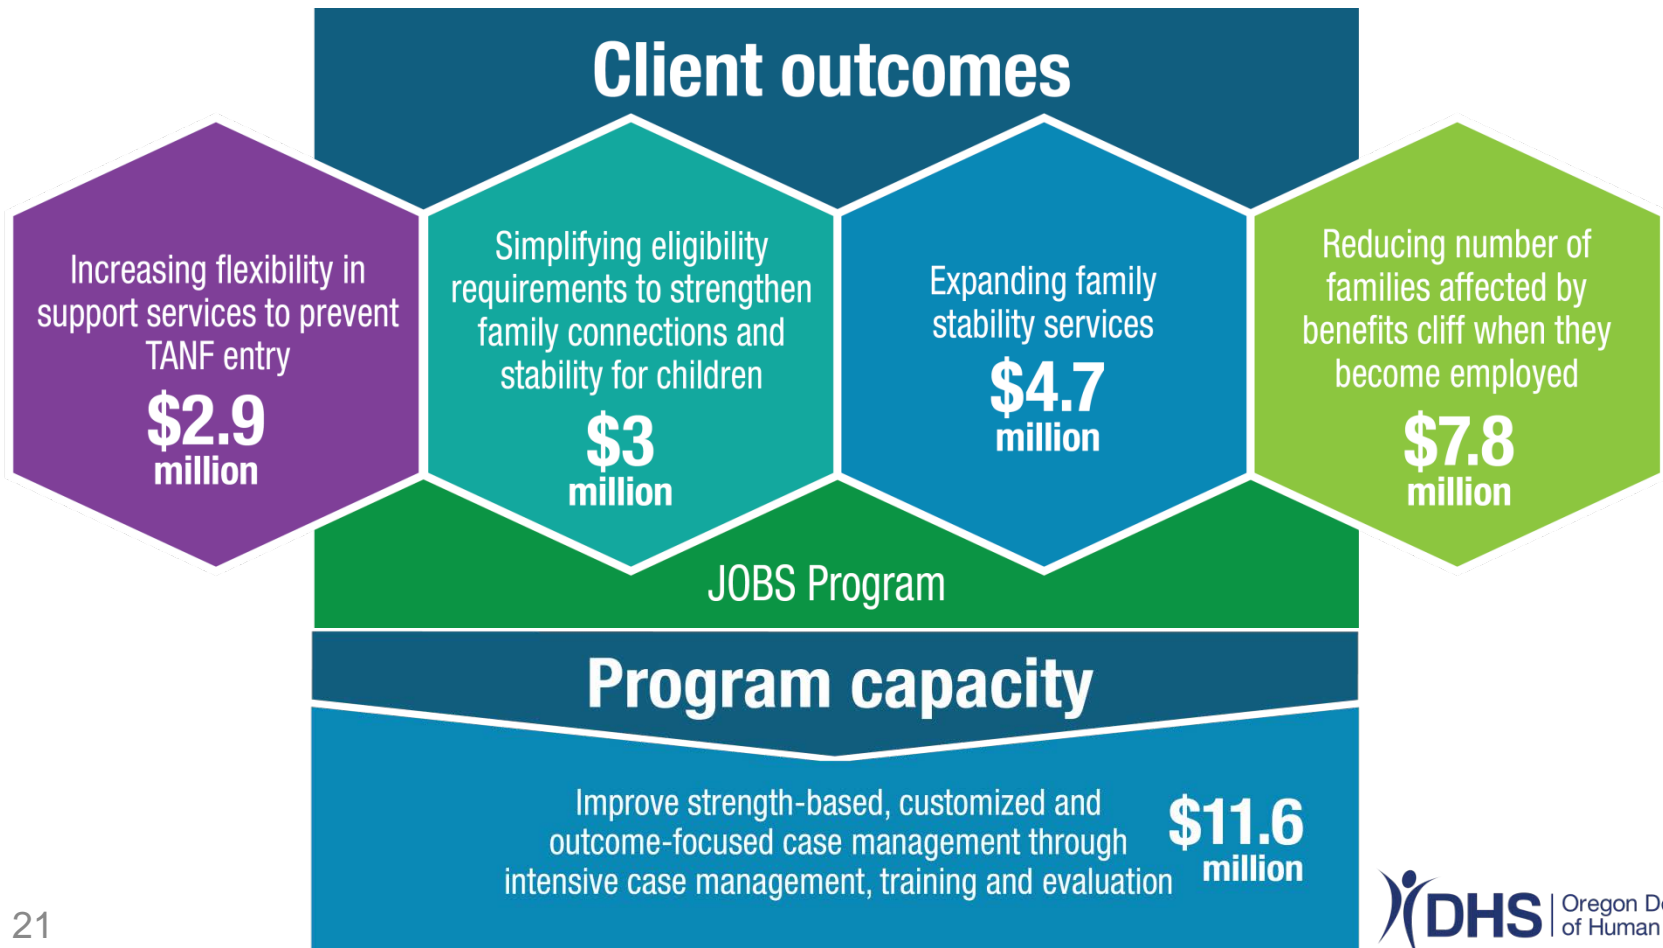 Client outcomes
Increasing flexibility in
support services to prevent
TANF entry
$2.9
million
Simplifying eligibility
requirements to strengthen
family connections and
stability for children
$3
million
Expanding family
stability services
$4.7
million
Reducing number of
families affected by
benefits cliff when they
become employed
$7.8
million
JOBS Program
Program capacity
Improve strength-based, customized and
outcome-focused case management through
intensive case management, training and evaluation
$11.6
million
21
DHS
Oregon D
of Human